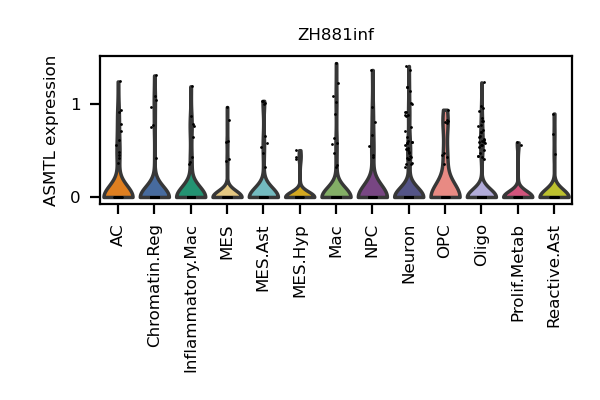 ZH881inf
ASMTL expression
1
0
AC
Chromatin.Reg
Inflammatory.Mac
MES
MES.Ast
MES.Hyp
Mac
NPC
Neuron
OPC
Oligo
Prolif.Metab
Reactive.Ast